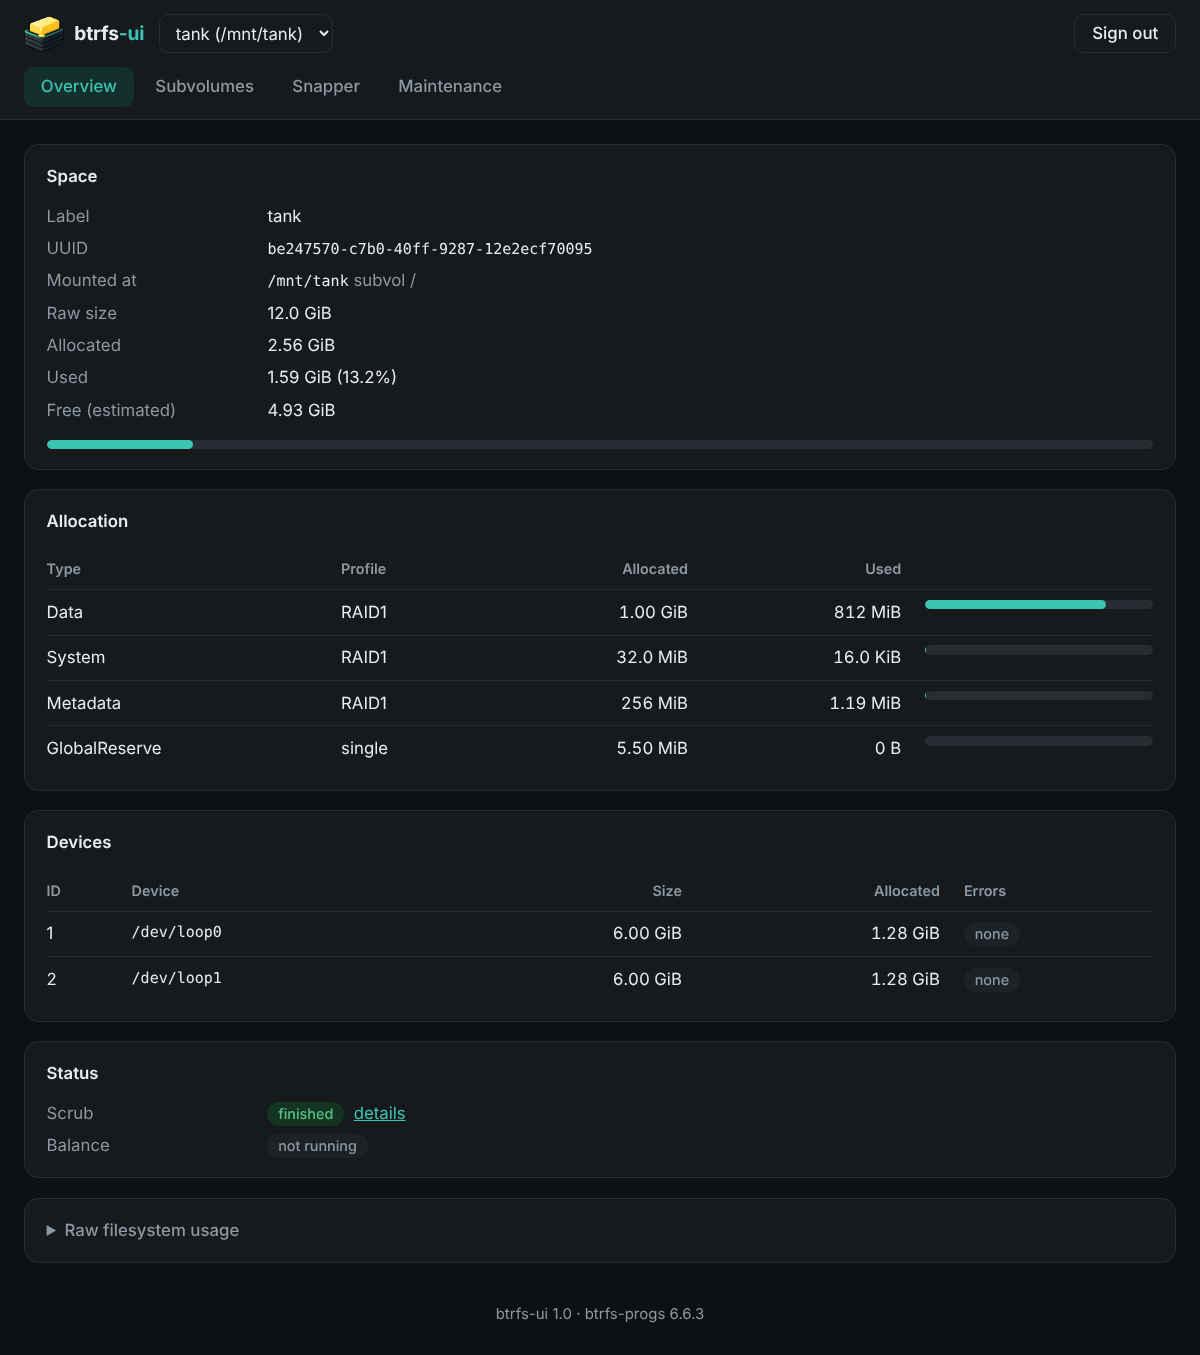 btrfs-ui tank (/mnt/tank) Sign out
Overview Subvolumes Snapper Maintenance
Space
Label tank
UUID be247570-c7b0-40ff-9287-12e2ecf70095
Mounted at /mnt/tank subvol /
Raw size 12.0 GiB
Allocated 2.56 GiB
Used 1.59 GiB (13.2%)
Free (estimated) 4.93 GiB
Allocation
Type Profile Allocated Used
Data RAID1 1.00 GiB 812 MiB
System RAID1 32.0 MiB 16.0 KiB
Metadata RAID1 256 MiB 1.19 MiB
GlobalReserve single 5.50 MiB 0 B
Devices
ID Device Size Allocated Errors
1 /dev/loop0 6.00 GiB 1.28 GiB none
2 /dev/loop1 6.00 GiB 1.28 GiB none
Status
Scrub finished details
Balance not running
Raw filesystem usage
btrfs-ui 1.0 · btrfs-progs 6.6.3